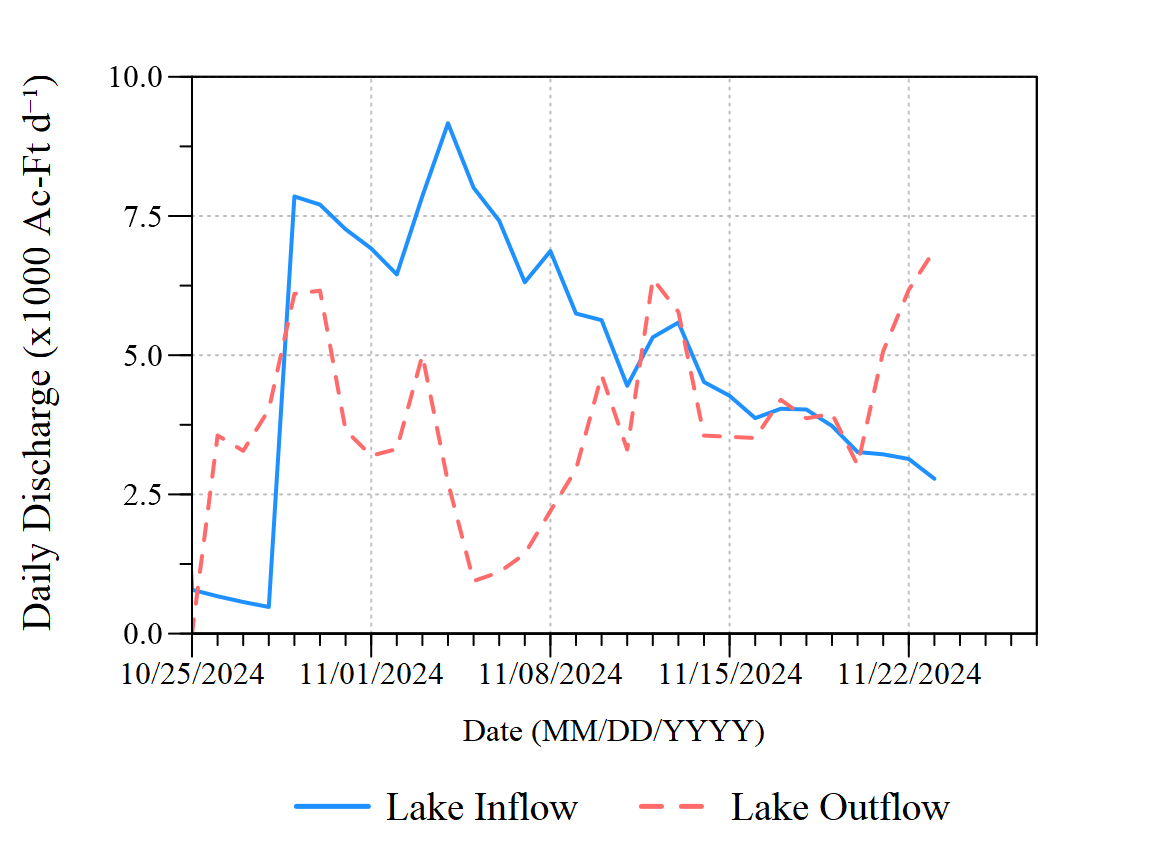 Daily Discharge (x1000 Ac-Ft d⁻¹)
10.0
7.5
5.0
2.5
0.0
10/25/2024 11/01/2024 11/08/2024 11/15/2024 11/22/2024
Date (MM/DD/YYYY)
Lake Inflow Lake Outflow